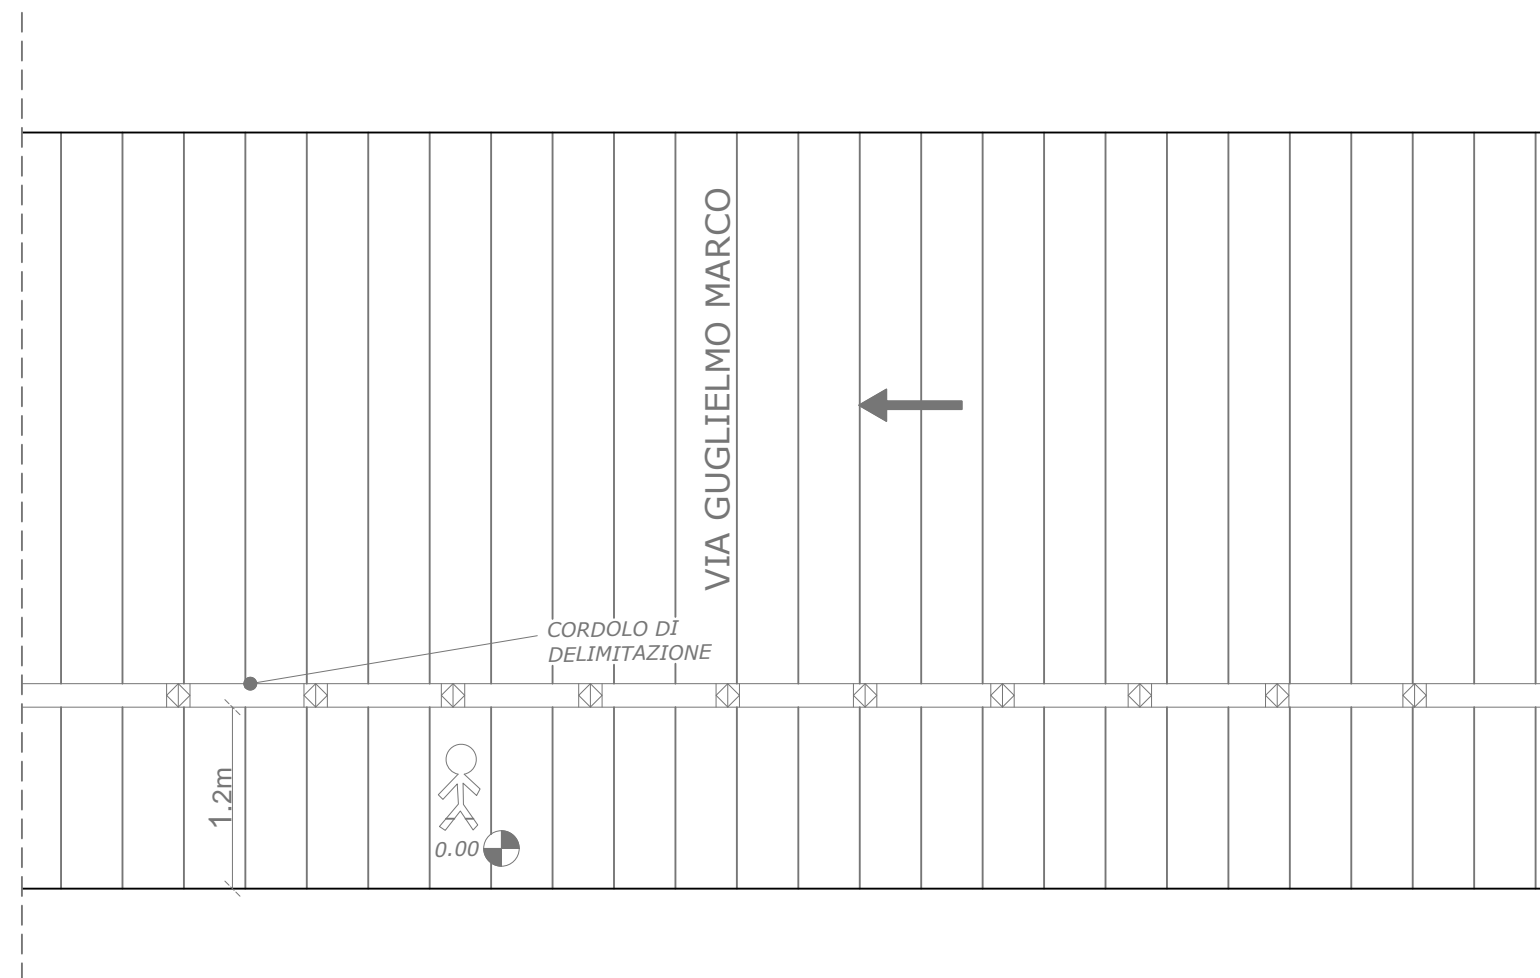 VIA GUGLIELMO MARCO
CORDOLO DI
DELIMITAZIONE
1.2m
0.00